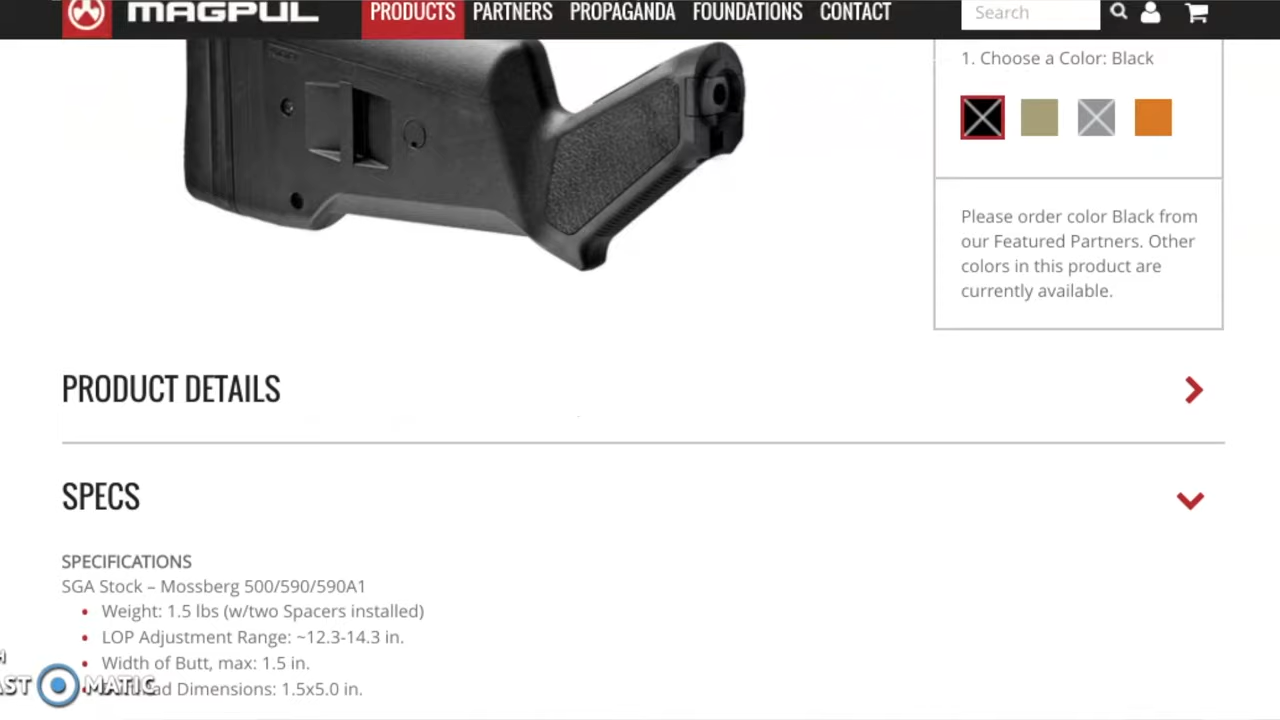 MAGPUL
PRODUCTS PARTNERS PROPAGANDA FOUNDATIONS CONTACT
Search
1. Choose a Color: Black
Please order color Black from
our Featured Partners. Other
colors in this product are
currently available.
PRODUCT DETAILS
SPECS
SPECIFICATIONS
SGA Stock – Mossberg 500/590/590A1
Weight: 1.5 lbs (w/two Spacers installed)
LOP Adjustment Range: ~12.3-14.3 in.
Width of Butt, max: 1.5 in.
Dimensions: 1.5x5.0 in.
MATIC